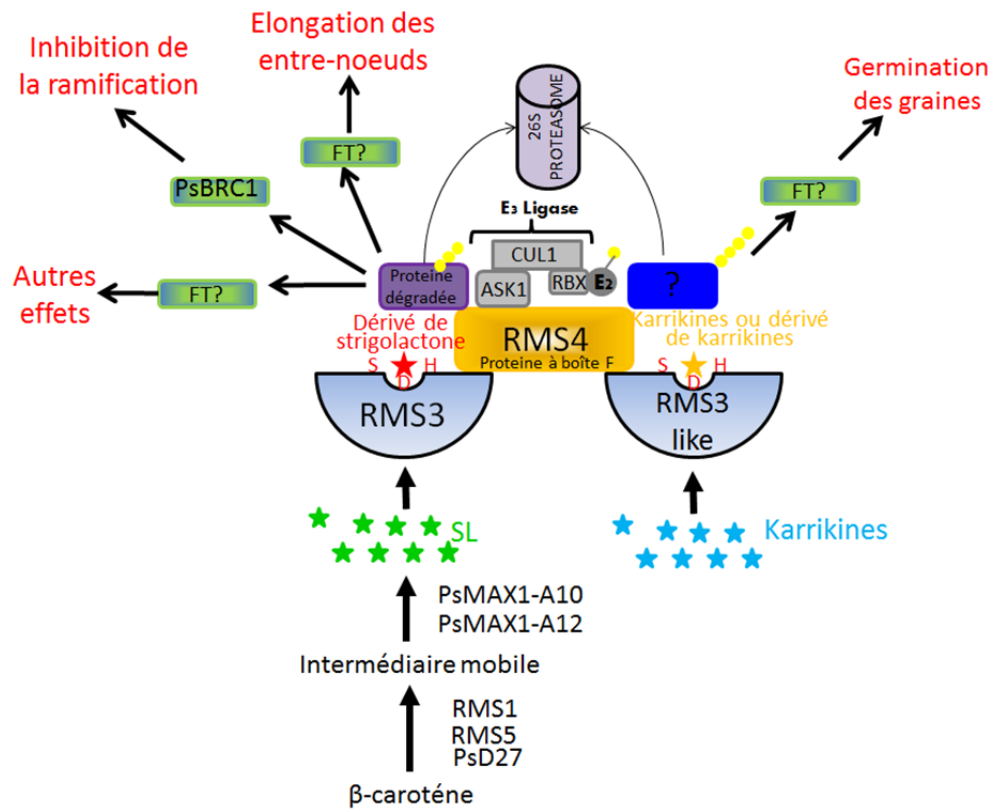 Elongation des
entre-noeuds
Inhibition de
la ramification
Germination
des graines
26S
PROTEASOME
FT?
PsBRC1
FT?
E3 Ligase
CUL1
Autres
effets
FT?
Proteine
dégradée
ASK1
RBX
E2
?
Dérivé de
strigolactone
RMS4
Proteine à boîte F
Karrikines ou dérivé
de karrikines
S
H
D
S
H
D
RMS3
RMS3
like
SL
Karrikines
PsMAX1-A10
PsMAX1-A12
Intermédiaire mobile
RMS1
RMS5
PsD27
β-caroténe